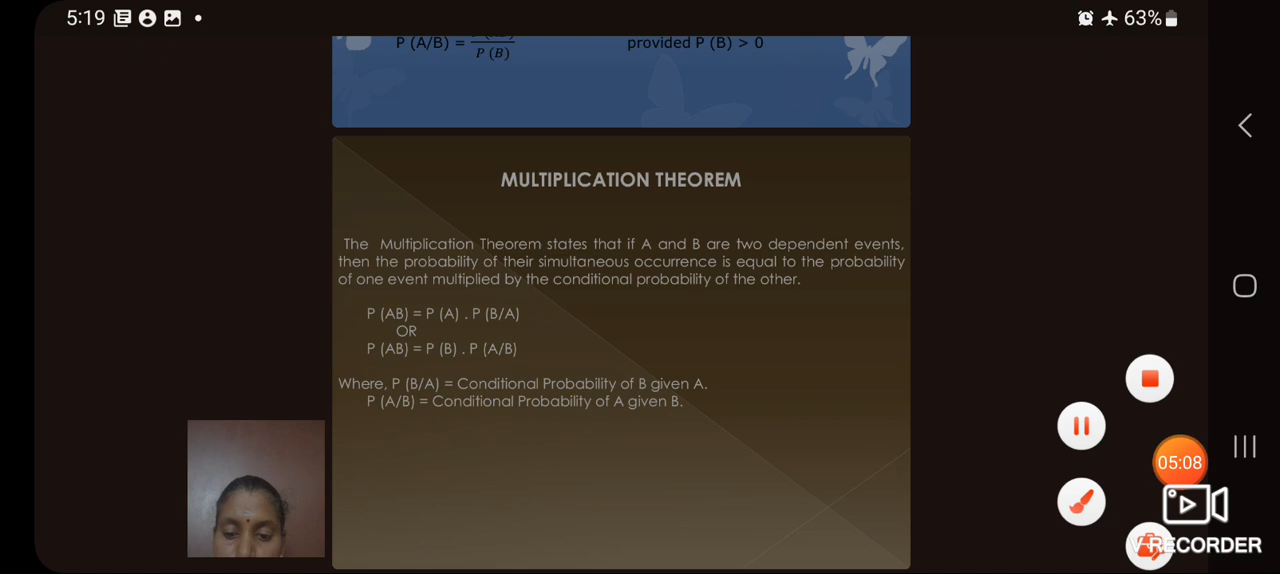 5:19
63%
P (A/B) =
P (B)
provided P (B) > 0
MULTIPLICATION THEOREM
The Multiplication Theorem states that if A and B are two dependent events,
then the probability of their simultaneous occurrence is equal to the probability
of one event multiplied by the conditional probability of the other.
P (AB) = P (A) . P (B/A)
OR
P (AB) = P (B) . P (A/B)
Where, P (B/A) = Conditional Probability of B given A.
P (A/B) = Conditional Probability of A given B.
05:08
V RECORDER